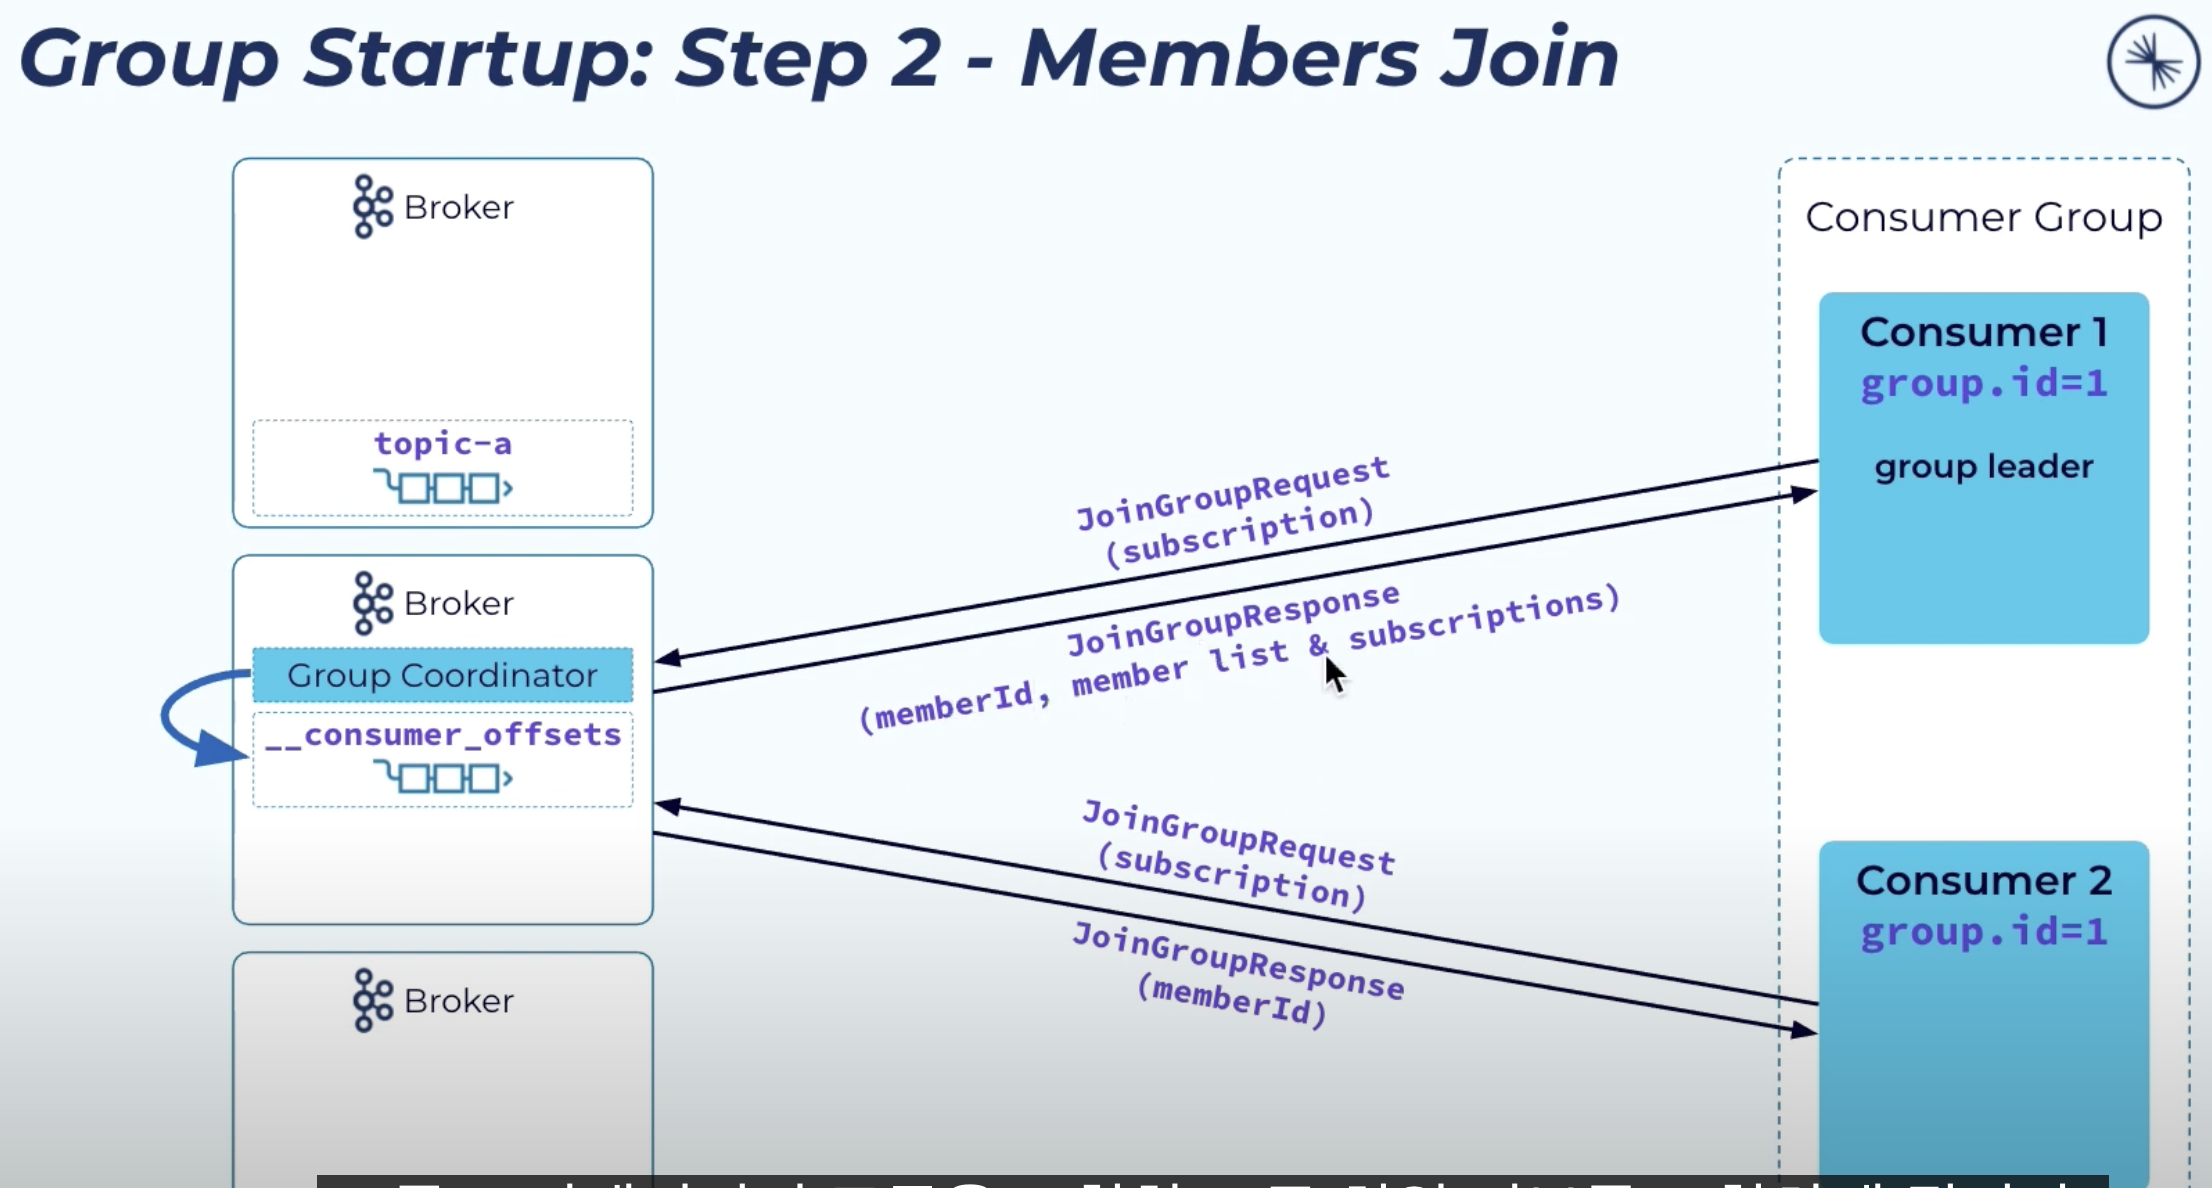 Group Startup: Step 2 - Members Join
Broker
topic-a
Broker
Group Coordinator
__consumer_offsets
Broker
JoinGroupRequest
(subscription)
JoinGroupResponse
(memberId, member list & subscriptions)
JoinGroupRequest
(subscription)
JoinGroupResponse
(memberId)
Consumer Group
Consumer 1
group.id=1
group leader
Consumer 2
group.id=1